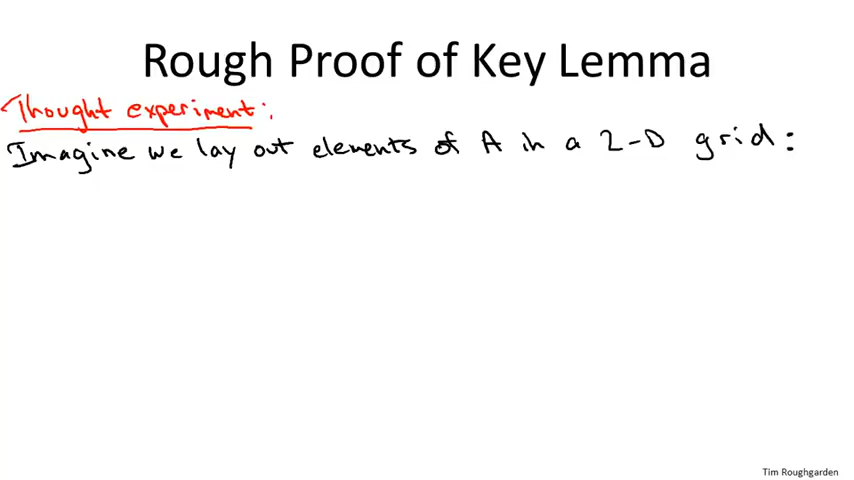 Rough Proof of Key Lemma
Thought experiment:
Imagine we lay out elements of A in a 2-D grid:
Tim Roughgarden